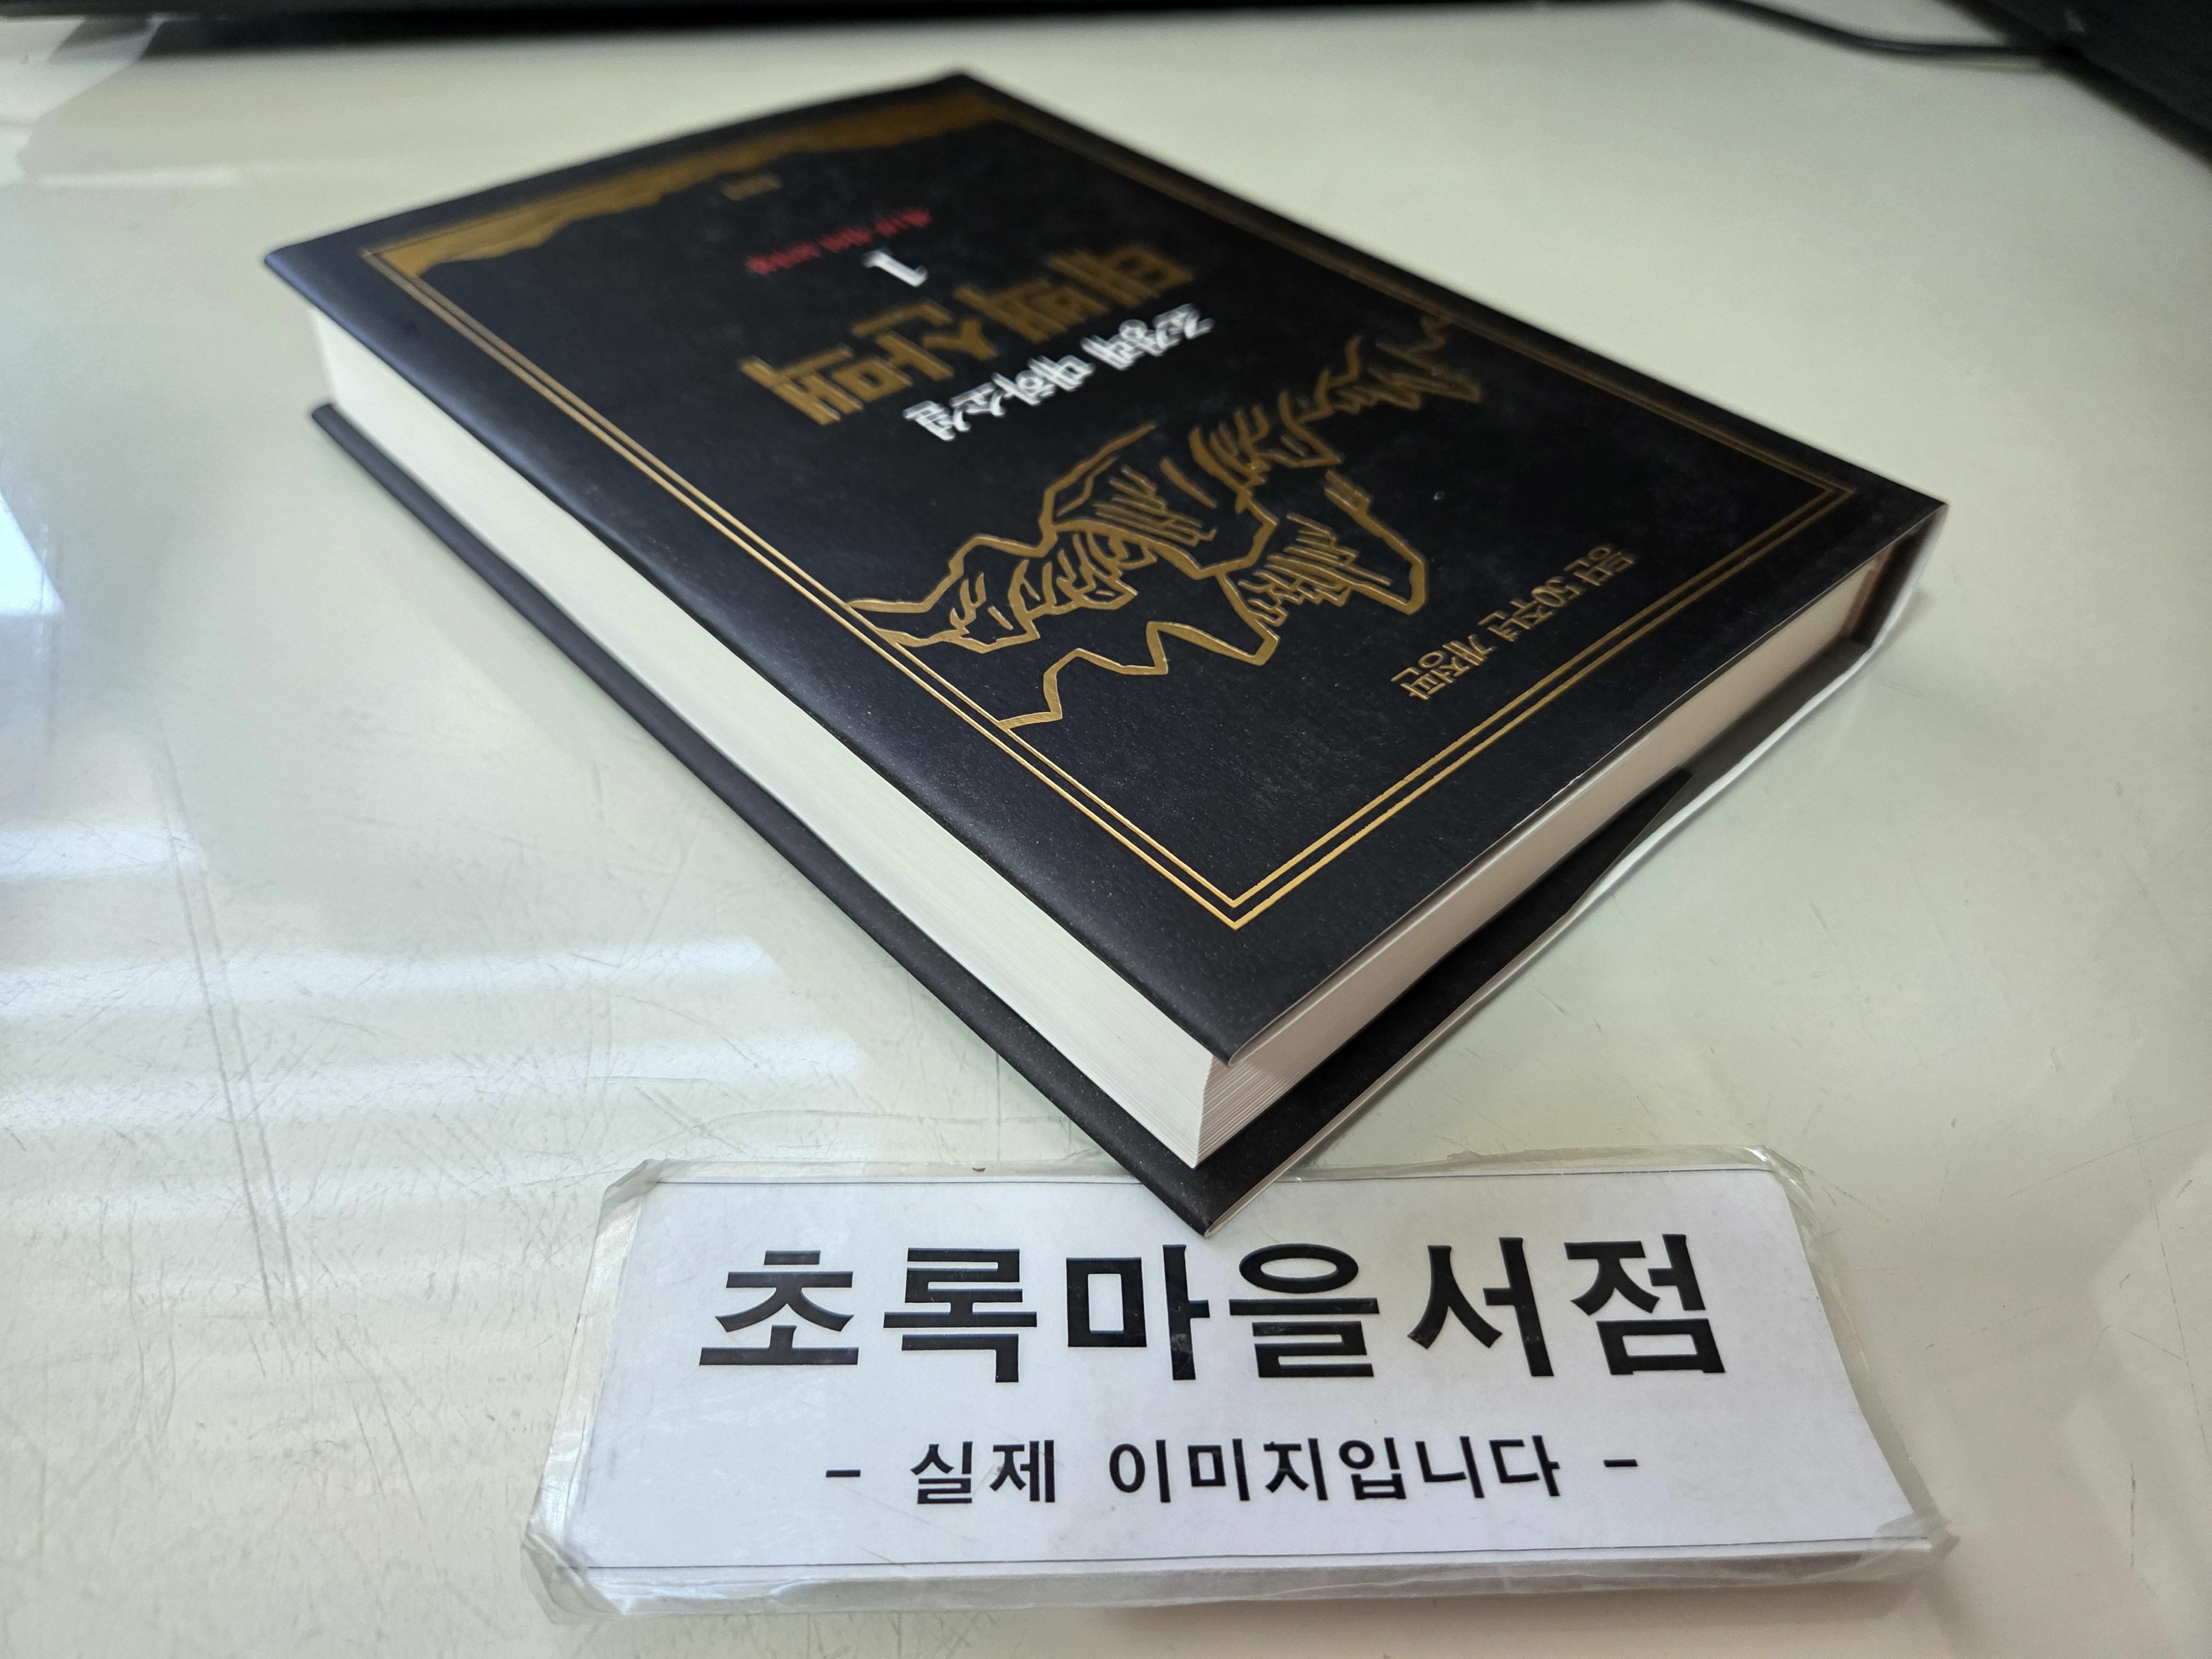 등단 50주년 개정판
조정래 대하소설
태백산맥
1
초록마을서점
- 실제 이미지입니다 -